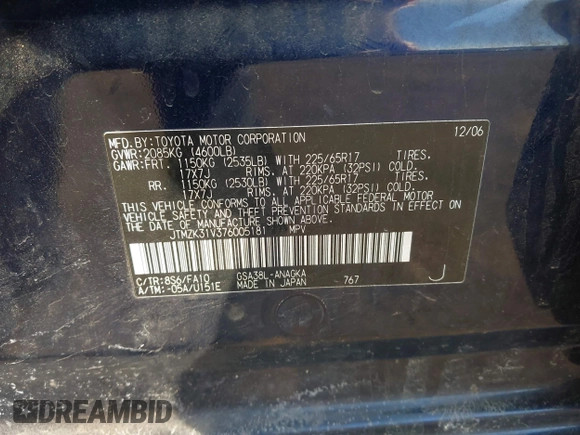 MFD. BY:TOYOTA MOTOR CORPORATION 12/06
GVWR:2085KG (4600LB)
GAWR:FRT. 1150KG (2535LB) WITH 225/65R17 TIRES.
17X7J RIMS. AT 220KPA (32PSI) COLD.
RR. 1150KG (2530LB) WITH 225/65R17 TIRES.
17X7J RIMS. AT 220KPA (32PSI) COLD.
THIS VEHICLE CONFORMS TO ALL APPLICABLE FEDERAL MOTOR
VEHICLE SAFETY AND THEFT PREVENTION STANDARDS IN EFFECT ON
THE DATE OF MANUFACTURE SHOWN ABOVE.
JTMZK31V376005181 MPV
C/TR:8S6/FA10 GSA38L-ANAGKA
A/TM:-05A/U151E MADE IN JAPAN 767 J
DREAMBID